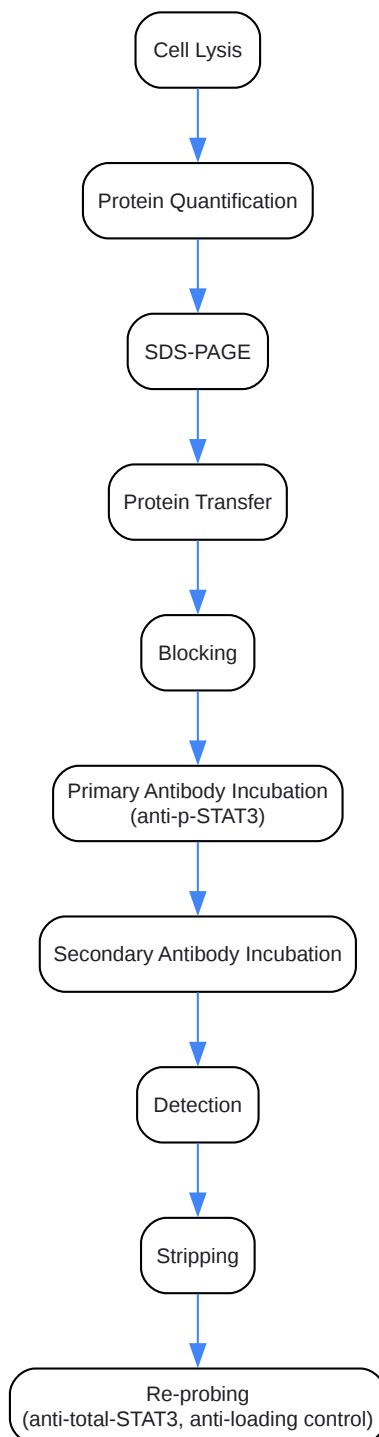 Cell Lysis
Protein Quantification
SDS-PAGE
Protein Transfer
Blocking
Primary Antibody Incubation
(anti-p-STAT3)
Secondary Antibody Incubation
Detection
Stripping
Re-probing
(anti-total-STAT3, anti-loading control)